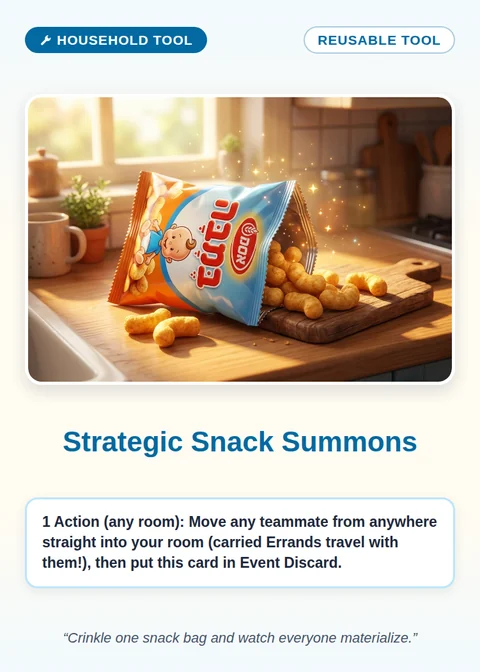 HOUSEHOLD TOOL
REUSABLE TOOL
במבה
אסם
Strategic Snack Summons
1 Action (any room): Move any teammate from anywhere
straight into your room (carried Errands travel with
them!), then put this card in Event Discard.
“Crinkle one snack bag and watch everyone materialize.”